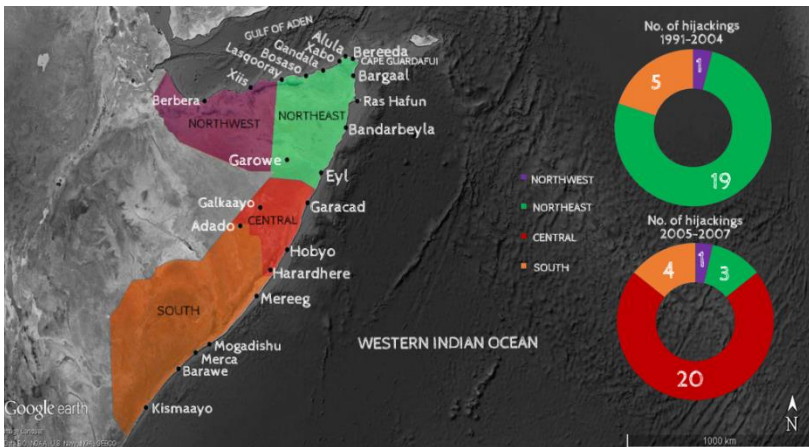 GULF OF ADEN
Alula
Bereeda
Xabo
Qandala
CAPE GUARDAFUI
Bosaso
Lasqooray
Bargaal
Xiis
Berbera
Ras Hafun
NORTHWEST
NORTHEAST
Bandarbeyla
Garowe
Eyl
Galkaayo
Garacad
CENTRAL
Adado
Hobyo
Harardhere
Mereeg
SOUTH
Mogadishu
Merca
Barawe
Kismaayo
WESTERN INDIAN OCEAN
NORTHWEST
NORTHEAST
CENTRAL
SOUTH
No. of hijackings
1991-2004
5
1
19
No. of hijackings
2005-2007
4
3
20
N
1000 km
Google earth